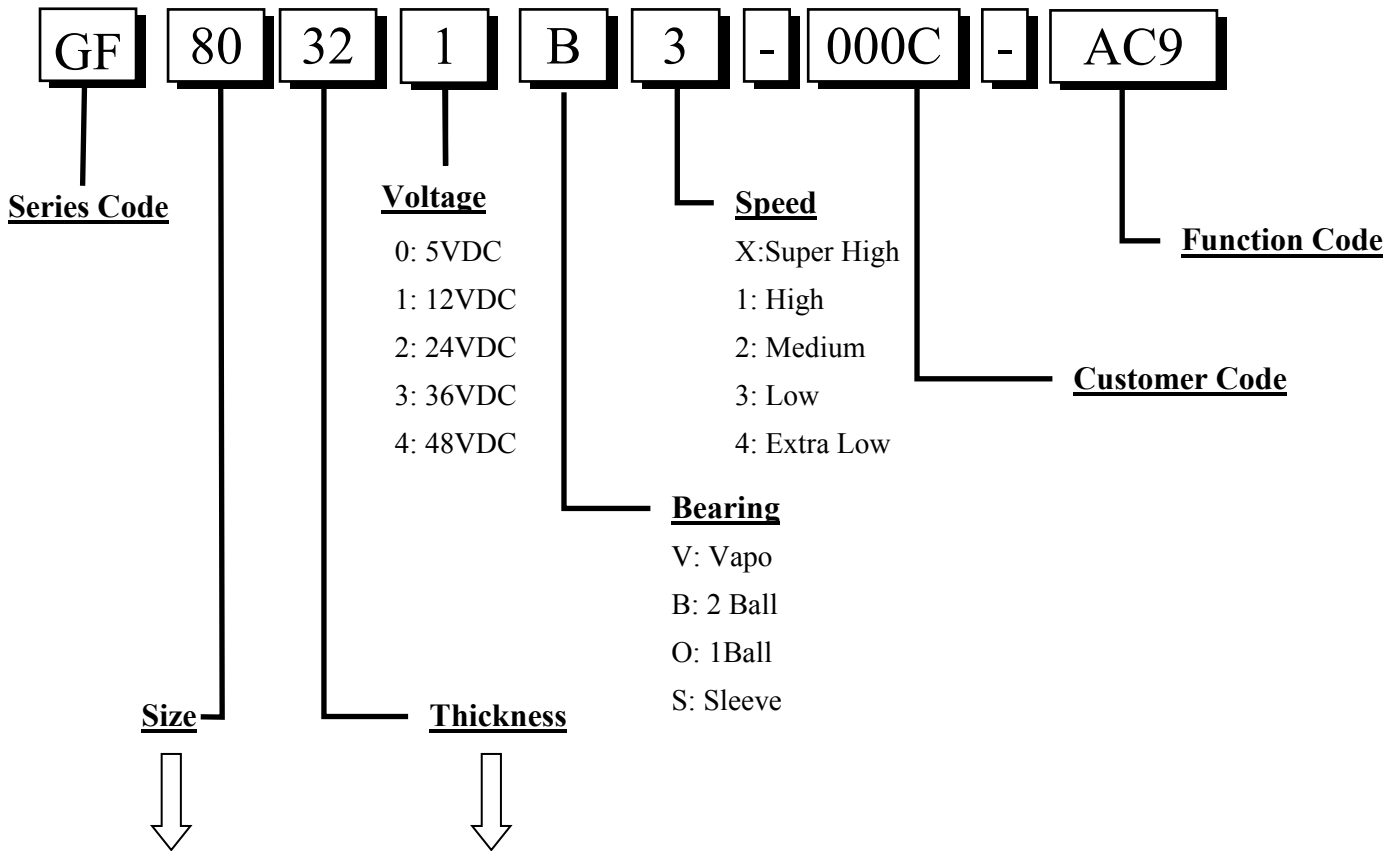 GF 80 32 1 B 3 - 000C - AC9
Series Code
Voltage
0: 5VDC
1: 12VDC
2: 24VDC
3: 36VDC
4: 48VDC
Speed
X:Super High
1: High
2: Medium
3: Low
4: Extra Low
Function Code
Customer Code
Bearing
V: Vapo
B: 2 Ball
O: 1Ball
S: Sleeve
Size
Thickness